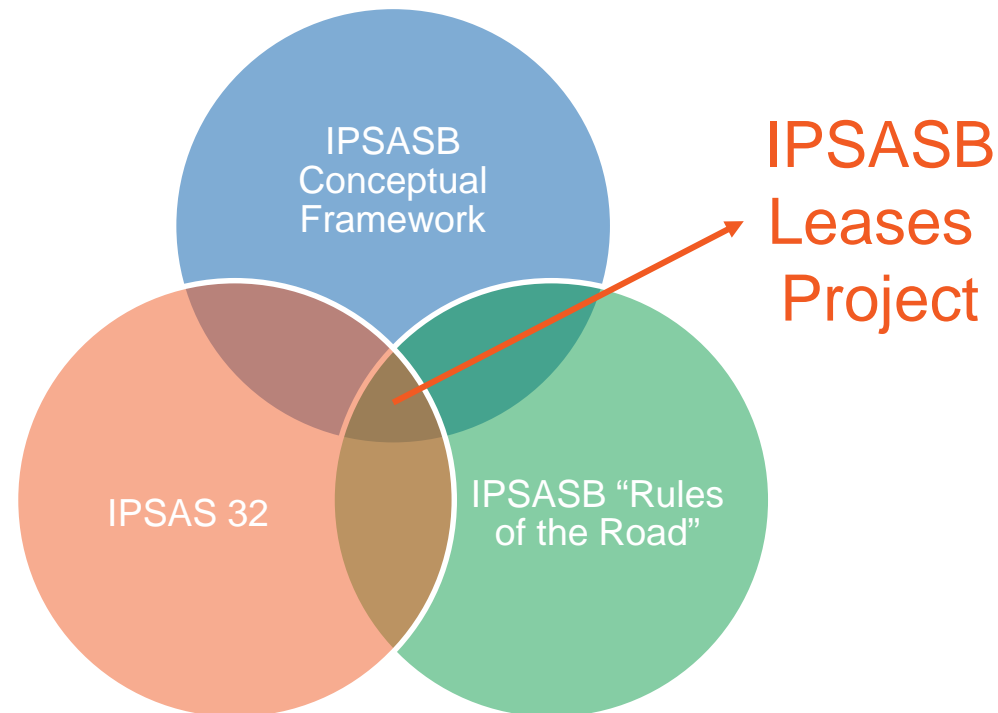 IPSASB
Conceptual
Framework
IPSASB
Leases
Project
IPSAS 32
IPSASB “Rules
of the Road”